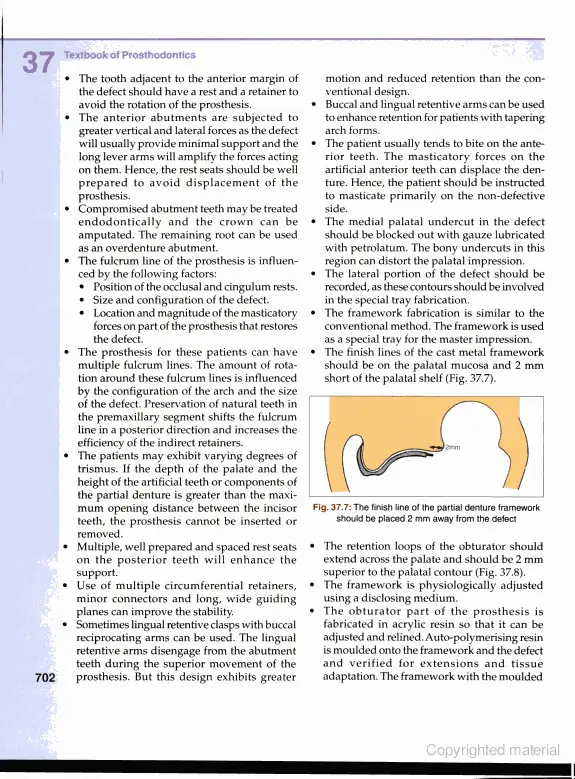 37
Textbook of Prosthodontics
• The tooth adjacent to the anterior margin of
the defect should have a rest and a retainer to
avoid the rotation of the prosthesis.
• The anterior abutments are subjected to
greater vertical and lateral forces as the defect
will usually provide minimal support and the
long lever arms will amplify the forces acting
on them. Hence, the rest seats should be well
prepared to avoid displacement of the
prosthesis.
• Compromised abutment teeth may be treated
endodontically and the crown can be
amputated. The remaining root can be used
as an overdenture abutment.
• The fulcrum line of the prosthesis is influen-
ced by the following factors:
• Position of the occlusal and cingulum rests.
• Size and configuration of the defect.
• Location and magnitude of the masticatory
forces on part of the prosthesis that restores
the defect.
• The prosthesis for these patients can have
multiple fulcrum lines. The amount of rota-
tion around these fulcrum lines is influenced
by the configuration of the arch and the size
of the defect. Preservation of natural teeth in
the premaxillary segment shifts the fulcrum
line in a posterior direction and increases the
efficiency of the indirect retainers.
• The patients may exhibit varying degrees of
trismus. If the depth of the palate and the
height of the artificial teeth or components of
the partial denture is greater than the maxi-
mum opening distance between the incisor
teeth, the prosthesis cannot be inserted or
removed.
• Multiple, well prepared and spaced rest seats
on the posterior teeth will enhance the
support.
• Use of multiple circumferential retainers,
minor connectors and long, wide guiding
planes can improve the stability.
• Sometimes lingual retentive clasps with buccal
reciprocating arms can be used. The lingual
retentive arms disengage from the abutment
teeth during the superior movement of the
prosthesis. But this design exhibits greater
702
motion and reduced retention than the con-
ventional design.
• Buccal and lingual retentive arms can be used
to enhance retention for patients with tapering
arch forms.
• The patient usually tends to bite on the ante-
rior teeth. The masticatory forces on the
artificial anterior teeth can displace the den-
ture. Hence, the patient should be instructed
to masticate primarily on the non-defective
side.
• The medial palatal undercut in the defect
should be blocked out with gauze lubricated
with petrolatum. The bony undercuts in this
region can distort the palatal impression.
• The lateral portion of the defect should be
recorded, as these contours should be involved
in the special tray fabrication.
• The framework fabrication is similar to the
conventional method. The framework is used
as a special tray for the master impression.
• The finish lines of the cast metal framework
should be on the palatal mucosa and 2 mm
short of the palatal shelf (Fig. 37.7).
2mm
Fig. 37.7: The finish line of the partial denture framework
should be placed 2 mm away from the defect
• The retention loops of the obturator should
extend across the palate and should be 2 mm
superior to the palatal contour (Fig. 37.8).
• The framework is physiologically adjusted
using a disclosing medium.
• The obturator part of the prosthesis is
fabricated in acrylic resin so that it can be
adjusted and relined. Auto-polymerising resin
is moulded onto the framework and the defect
and verified for extensions and tissue
adaptation. The framework with the moulded
Copyrighted material